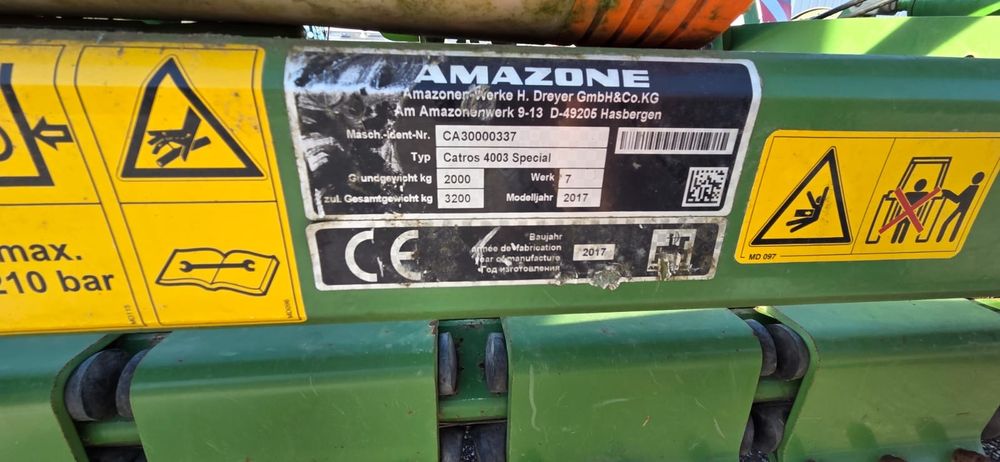 AMAZONE
Amazonen-Werke H. Dreyer GmbH&Co.KG
Am Amazonenwerk 9-13 D-49205 Hasbergen
Masch.-Ident-Nr. CA30000337
Typ Catros 4003 Special
Grundgewicht kg 2000 Werk 7
zul. Gesamtgewicht kg 3200 Modelljahr 2017
CE
Baujahr
année de fabrication
year of manufacture
Год изготовления
2017
max.
210 bar
MD115
MD096
MD 097